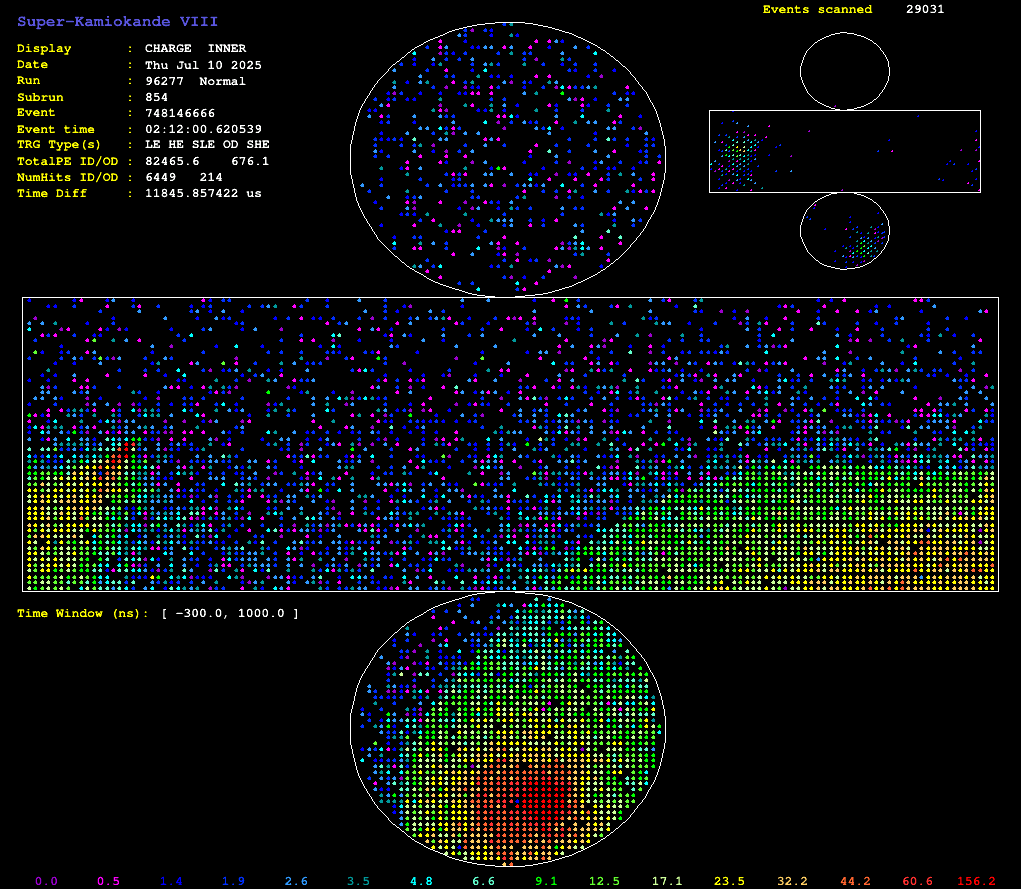 Super-Kamiokande VIII
Events scanned 29031
Display : CHARGE INNER
Date : Thu Jul 10 2025
Run : 96277 Normal
Subrun : 854
Event : 748146666
Event time : 02:12:00.620539
TRG Type(s) : LE HE SLE OD SHE
TotalPE ID/OD : 82465.6 676.1
NumHits ID/OD : 6449 214
Time Diff : 11845.857422 us
Time Window (ns): [ -300.0, 1000.0 ]
0.0 0.5 1.4 1.9 2.6 3.5 4.8 6.6 9.1 12.5 17.1 23.5 32.2 44.2 60.6 156.2